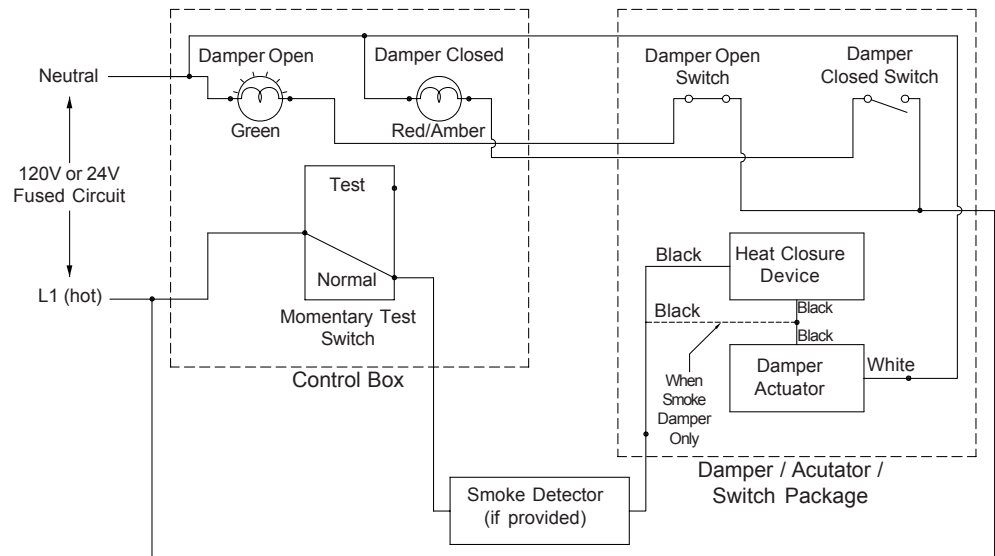 Damper Open
Damper Closed
Damper Open
Switch
Damper
Closed Switch
Neutral
Green
Red/Amber
120V or 24V
Fused Circuit
Test
Normal
L1 (hot)
Momentary Test
Switch
Control Box
Black
Heat Closure
Device
Black
Black
Black
Damper
Actuator
White
When
Smoke
Damper
Only
Damper / Acutator /
Switch Package
Smoke Detector
(if provided)